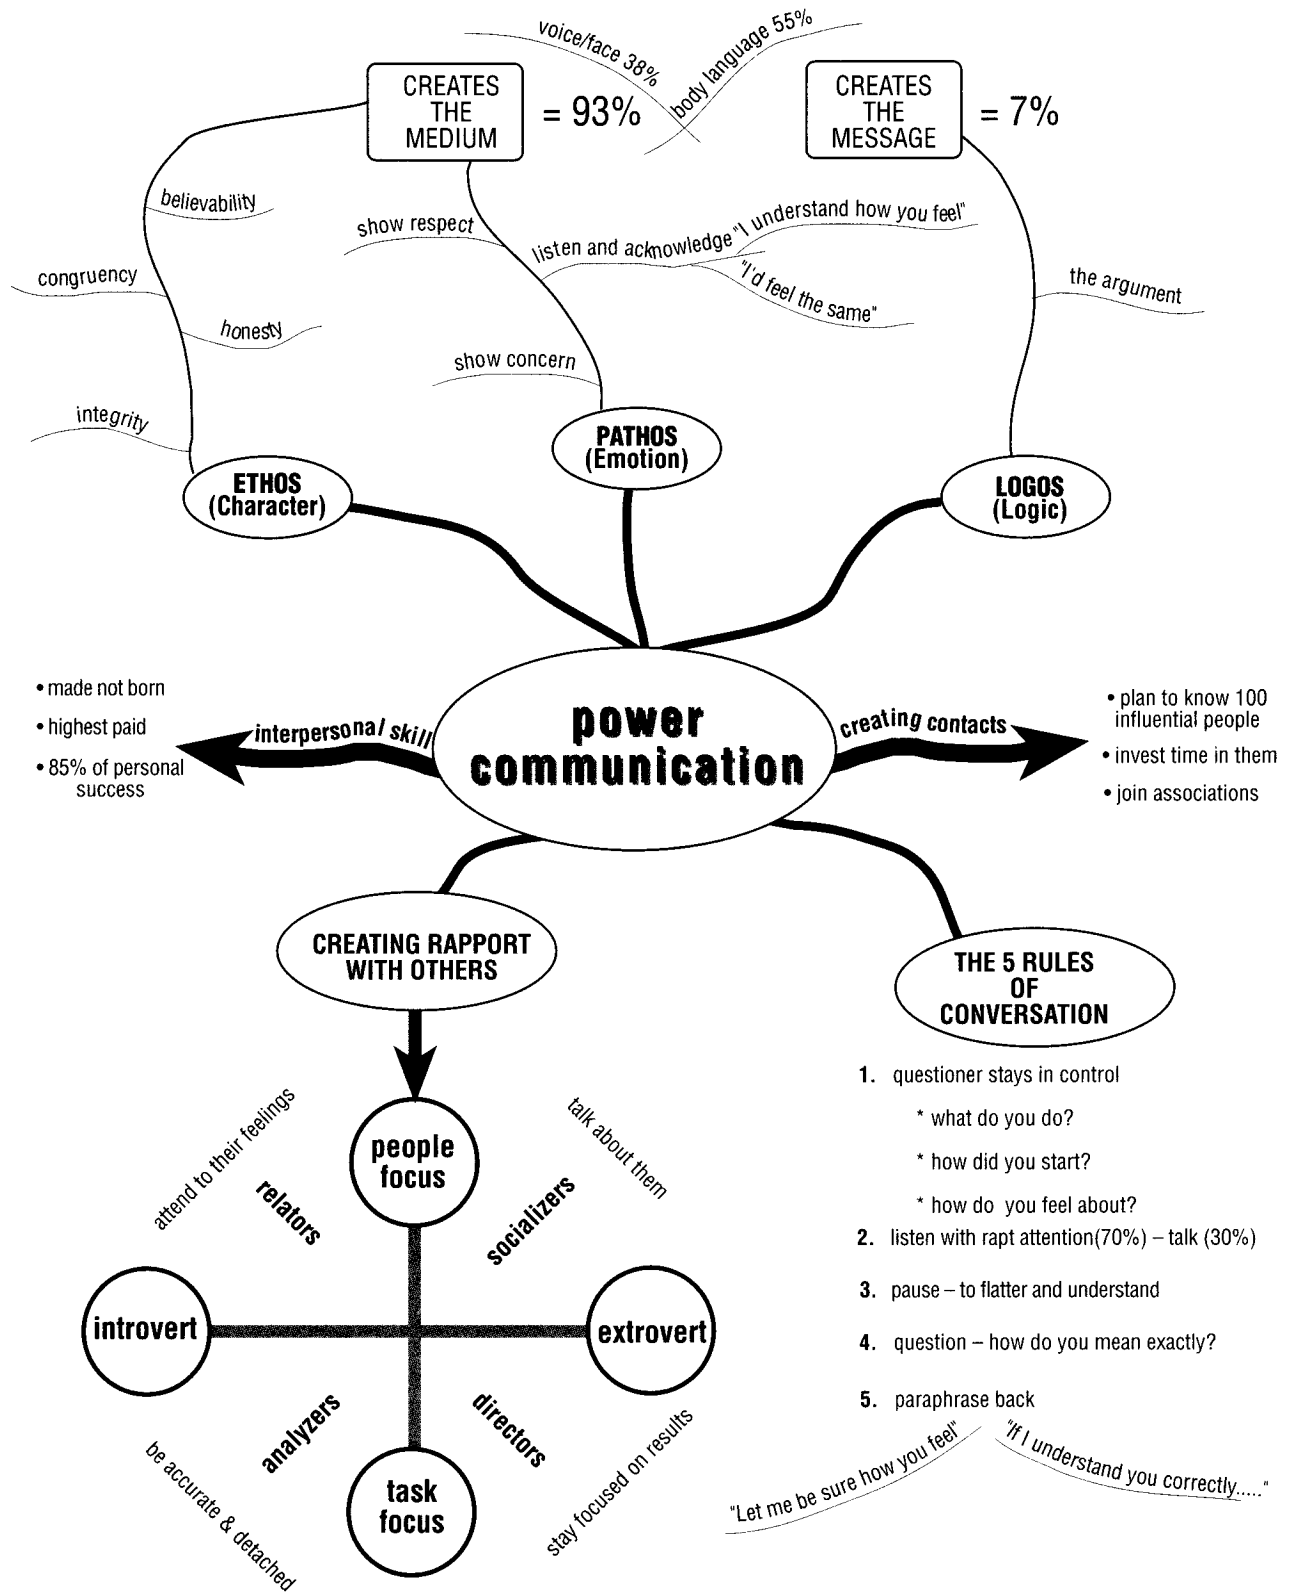 voice/face 38%
body language 55%
CREATES
THE
MEDIUM
= 93%
CREATES
THE
MESSAGE
= 7%
believability
congruency
honesty
integrity
show respect
listen and acknowledge
"I understand how you feel"
"I'd feel the same"
show concern
the argument
ETHOS
(Character)
PATHOS
(Emotion)
LOGOS
(Logic)
power
communication
interpersonal skill
• made not born
• highest paid
• 85% of personal
success
creating contacts
• plan to know 100
influential people
• invest time in them
• join associations
CREATING RAPPORT
WITH OTHERS
people
focus
attend to their feelings
relators
socializers
talk about them
introvert
extrovert
analyzers
be accurate & detached
directors
stay focused on results
task
focus
THE 5 RULES
OF
CONVERSATION
1. questioner stays in control
* what do you do?
* how did you start?
* how do you feel about?
2. listen with rapt attention(70%) – talk (30%)
3. pause – to flatter and understand
4. question – how do you mean exactly?
5. paraphrase back
"Let me be sure how you feel"
"If I understand you correctly....."